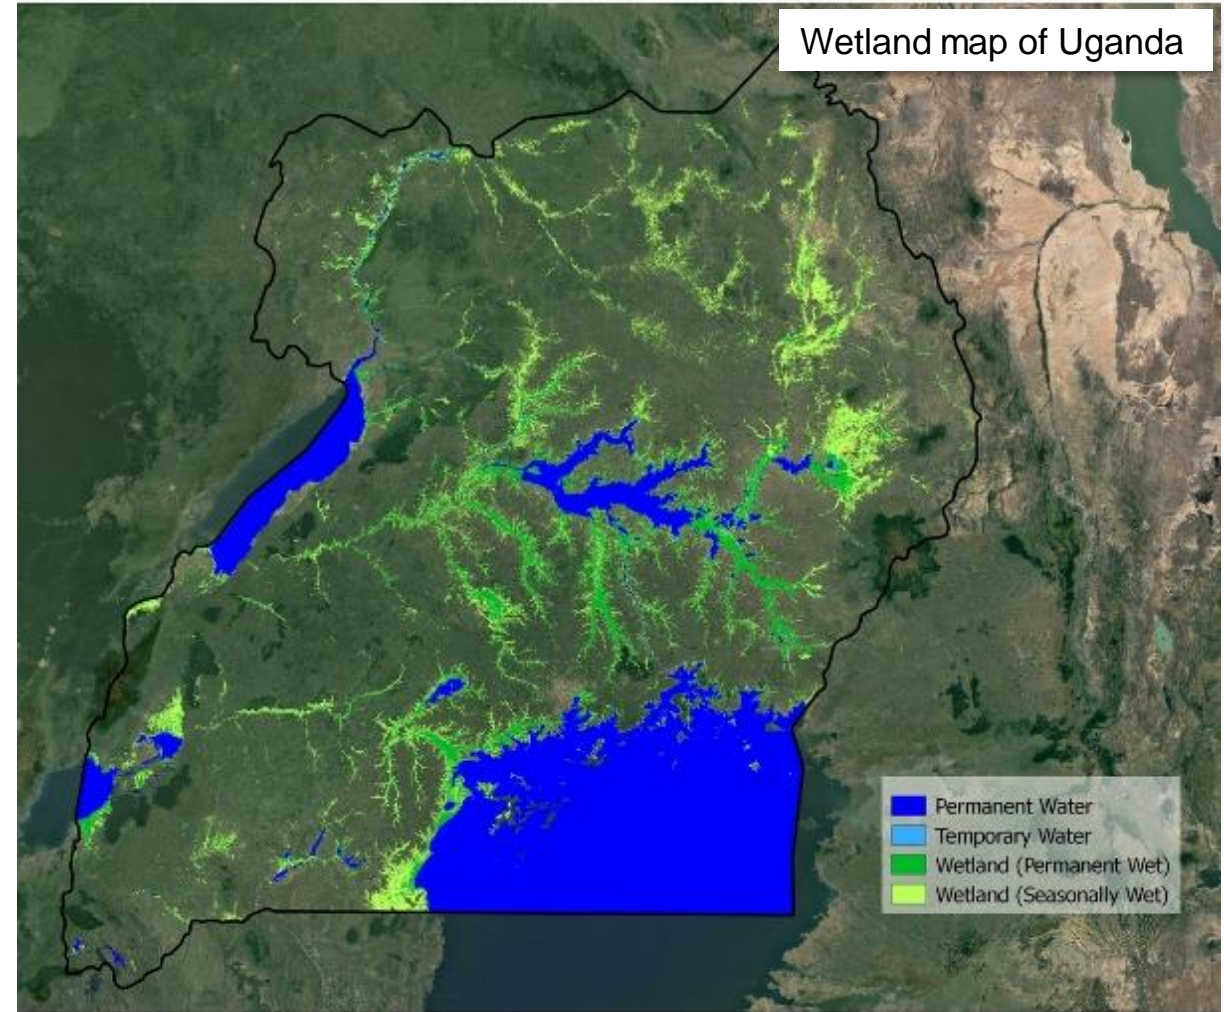 Wetland map of Uganda
Permanent Water
Temporary Water
Wetland (Permanent Wet)
Wetland (Seasonally Wet)